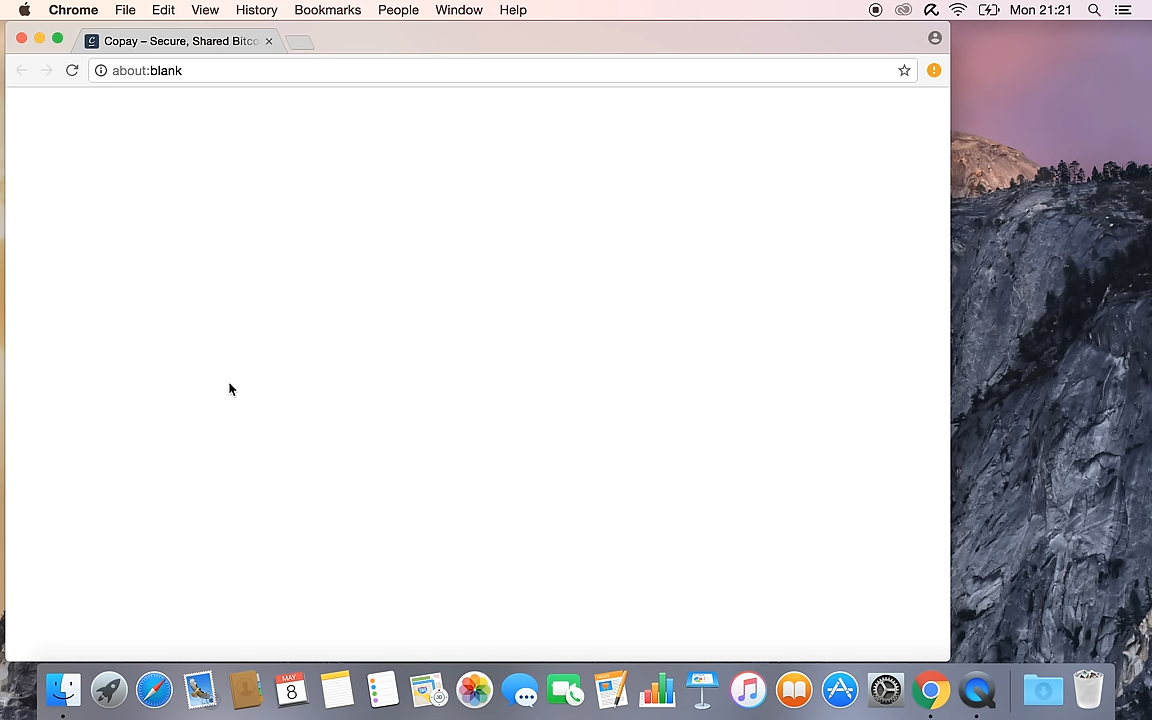 Chrome File Edit View History Bookmarks People Window Help Mon 21:21
Copay – Secure, Shared Bitco
about:blank
MAY
8